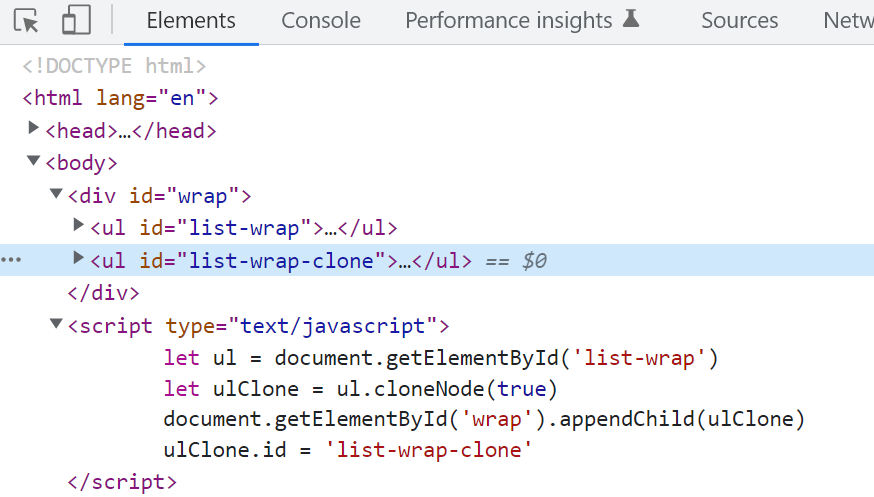 Elements Console Performance insights Sources Netw
<!DOCTYPE html>
<html lang="en">
<head>…</head>
<body>
<div id="wrap">
<ul id="list-wrap">…</ul>
<ul id="list-wrap-clone">…</ul> == $0
</div>
<script type="text/javascript">
let ul = document.getElementById('list-wrap')
let ulClone = ul.cloneNode(true)
document.getElementById('wrap').appendChild(ulClone)
ulClone.id = 'list-wrap-clone'
</script>